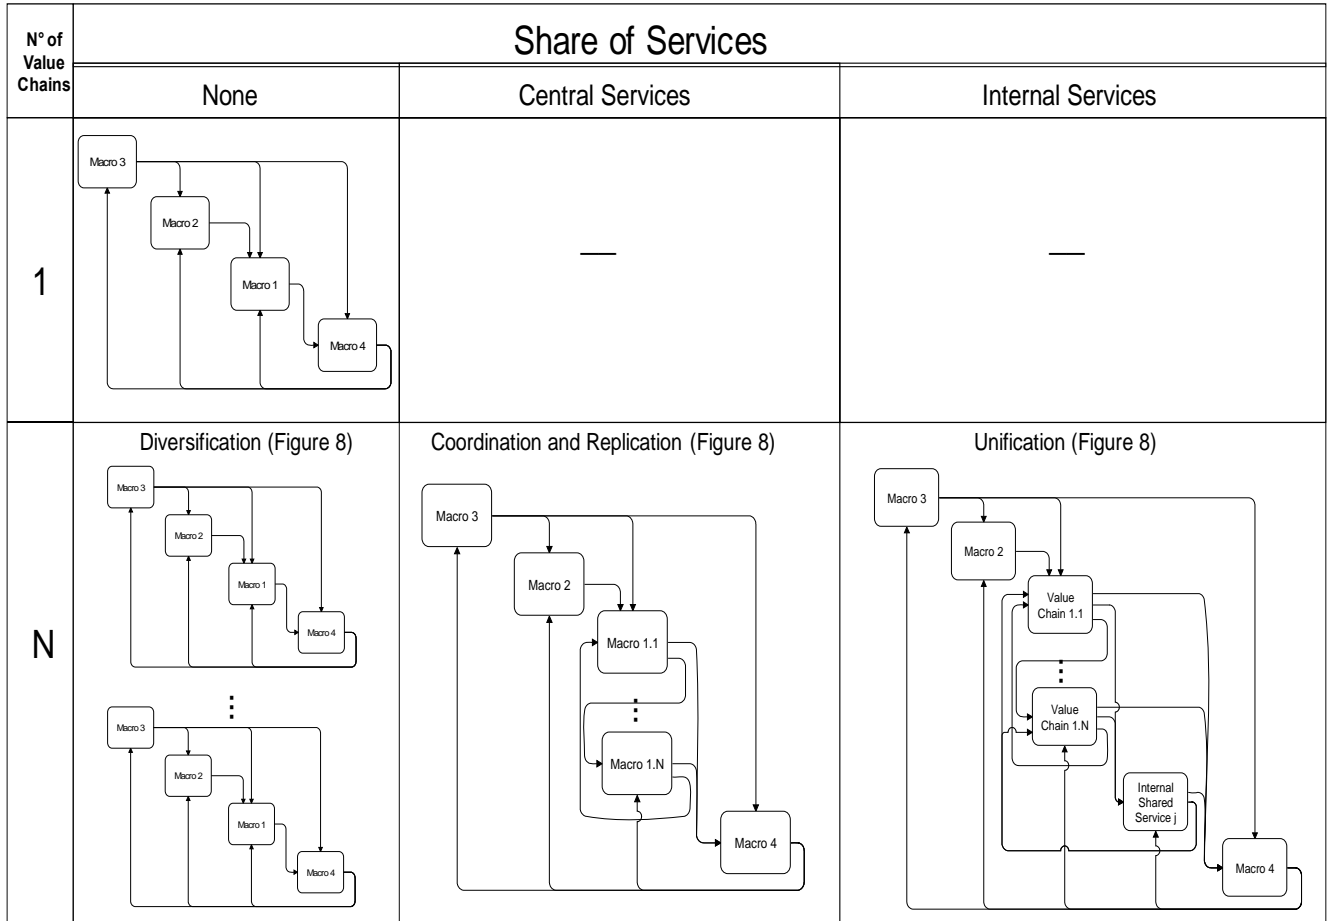 N° of
Value
Chains
Share of Services
None
Central Services
Internal Services
1
Macro 3
Macro 2
Macro 1
Macro 4
—
—
N
Diversification (Figure 8)
Macro 3
Macro 2
Macro 1
Macro 4
⋮
Macro 3
Macro 2
Macro 1
Macro 4
Coordination and Replication (Figure 8)
Macro 3
Macro 2
Macro 1.1
⋮
Macro 1.N
Macro 4
Unification (Figure 8)
Macro 3
Macro 2
Value
Chain 1.1
⋮
Value
Chain 1.N
Internal
Shared
Service j
Macro 4